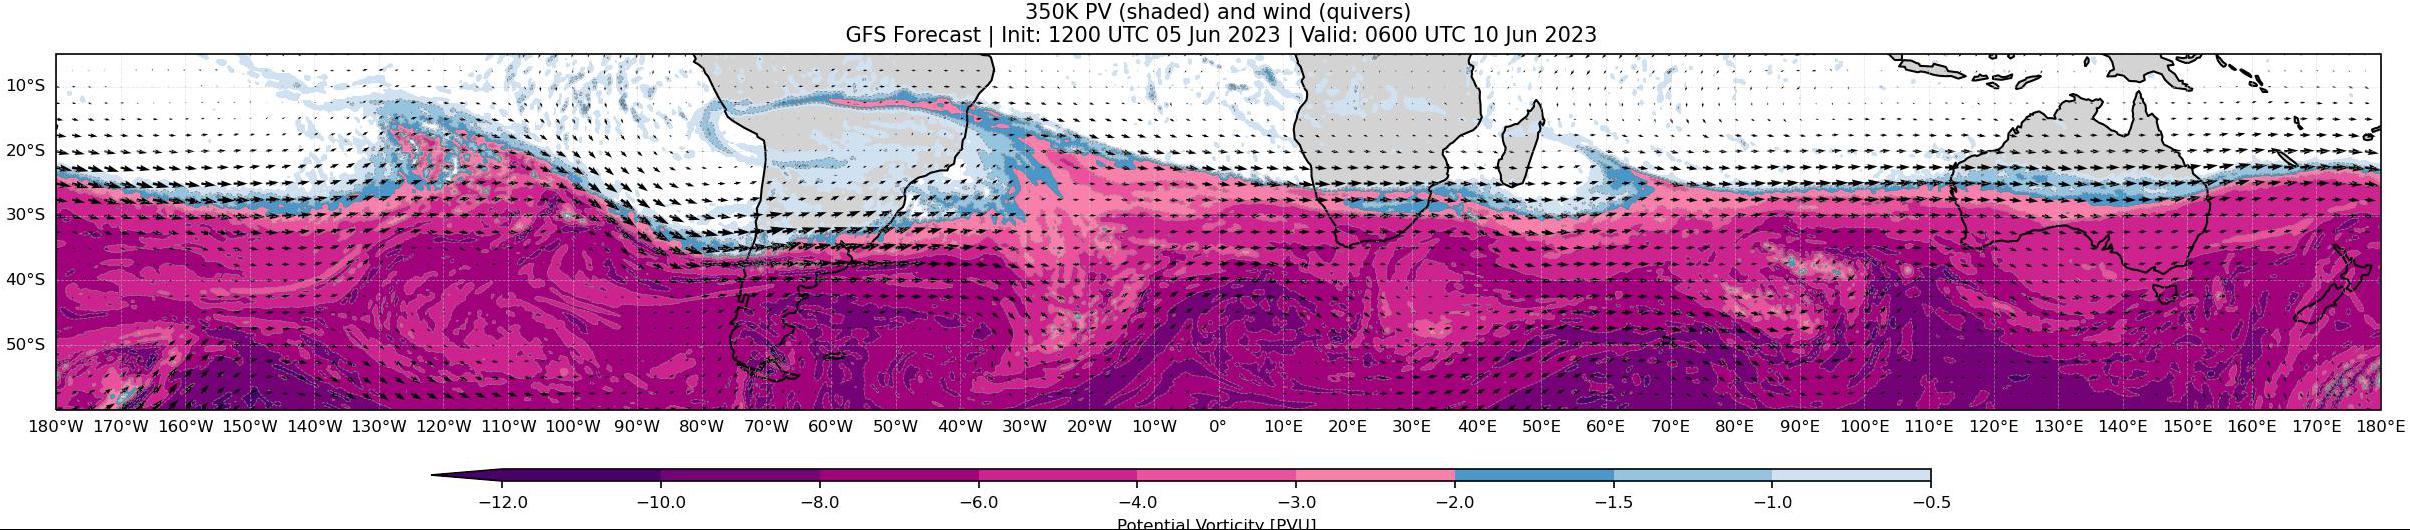 350K PV (shaded) and wind (quivers)
GFS Forecast | Init: 1200 UTC 05 Jun 2023 | Valid: 0600 UTC 10 Jun 2023
10°S
20°S
30°S
40°S
50°S
180°W 170°W 160°W 150°W 140°W 130°W 120°W 110°W 100°W 90°W 80°W 70°W 60°W 50°W 40°W 30°W 20°W 10°W 0° 10°E 20°E 30°E 40°E 50°E 60°E 70°E 80°E 90°E 100°E 110°E 120°E 130°E 140°E 150°E 160°E 170°E 180°E
−12.0 −10.0 −8.0 −6.0 −4.0 −3.0 −2.0 −1.5 −1.0 −0.5
Potential Vorticity [PVU]